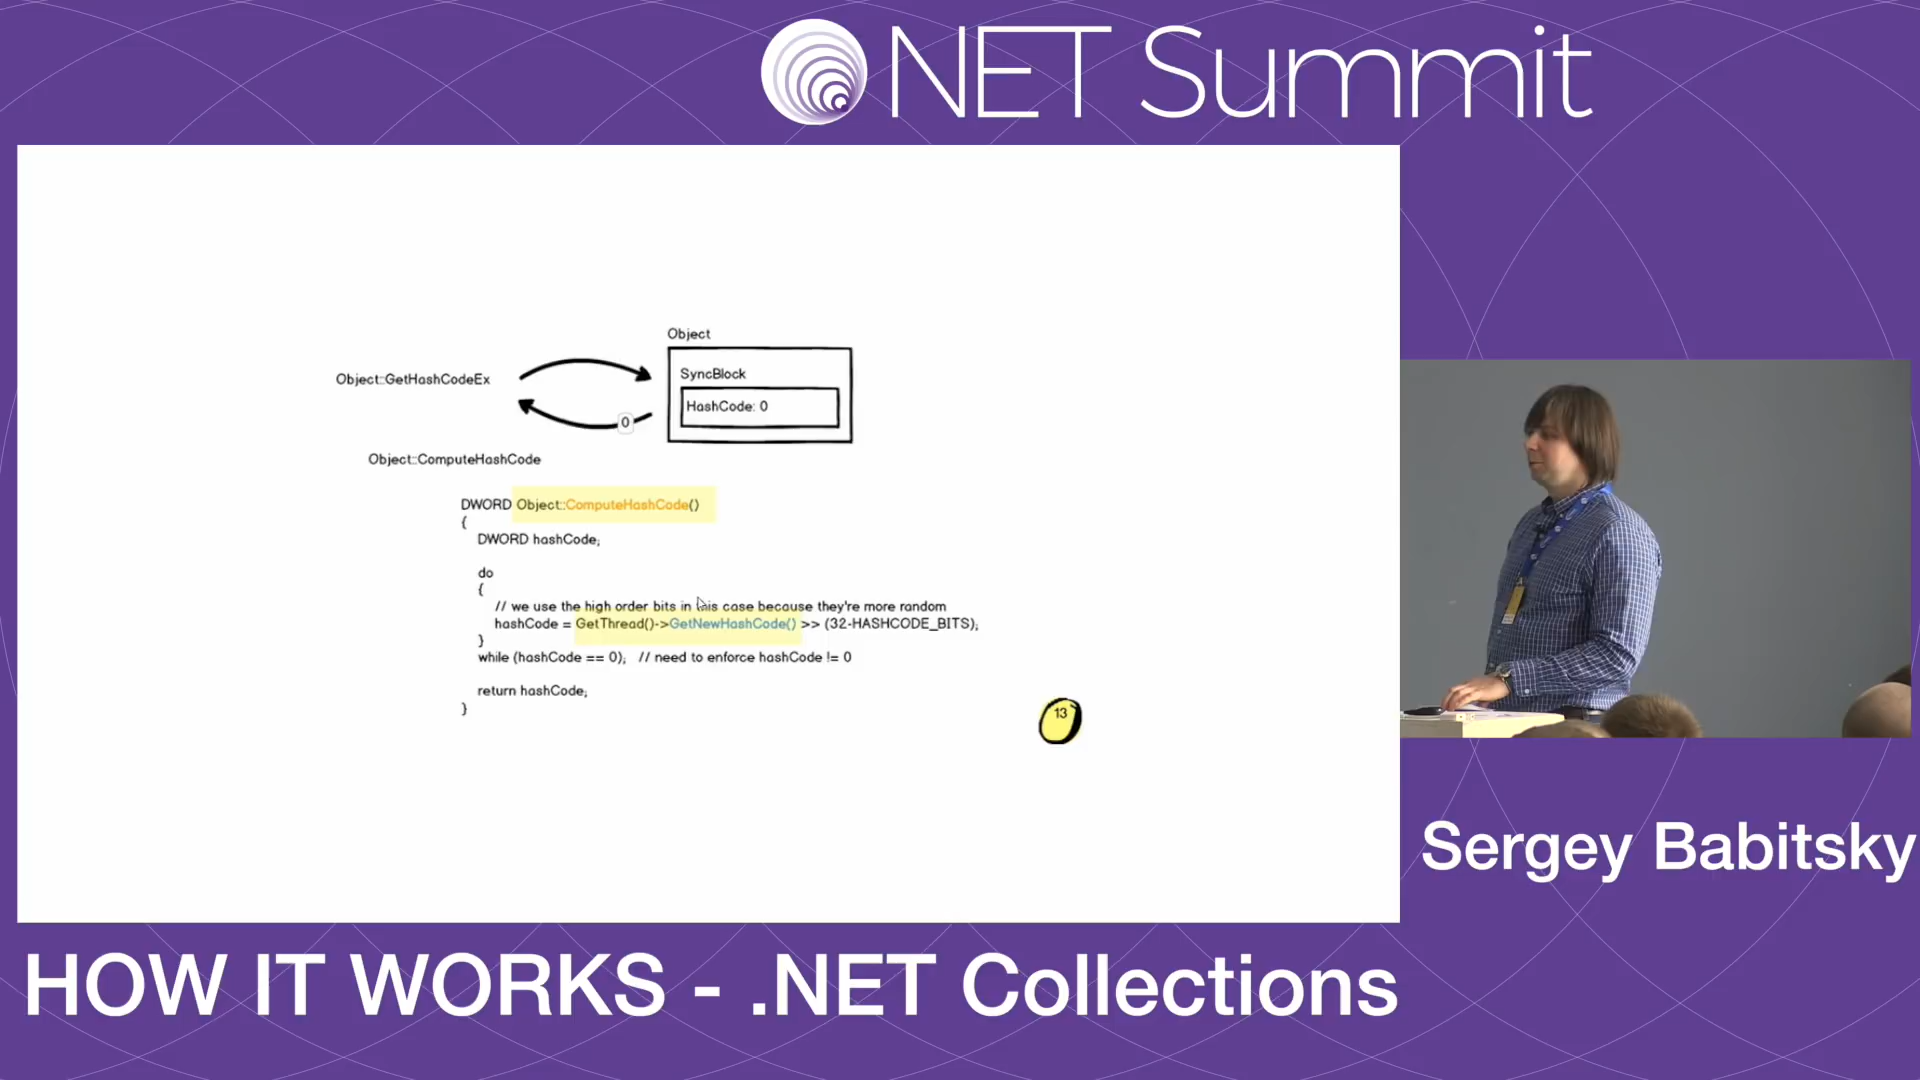 NET Summit
Object
Object::GetHashCodeEx
SyncBlock
HashCode: 0
0
Object::ComputeHashCode
DWORD Object::ComputeHashCode()
{
DWORD hashCode;
do
{
// we use the high order bits in this case because they're more random
hashCode = GetThread()->GetNewHashCode() >> (32-HASHCODE_BITS);
}
while (hashCode == 0);   // need to enforce hashCode != 0
return hashCode;
}
13
Sergey Babitsky
HOW IT WORKS - .NET Collections